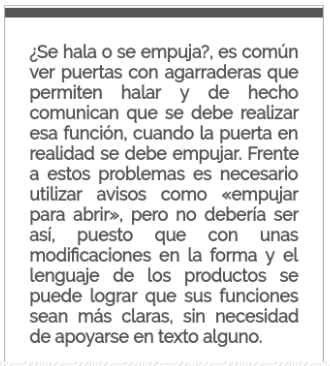 ¿Se hala o se empuja?, es común
ver puertas con agarraderas que
permiten halar y de hecho
comunican que se debe realizar
esa función, cuando la puerta en
realidad se debe empujar. Frente
a estos problemas es necesario
utilizar avisos como «empujar
para abrir», pero no debería ser
así, puesto que con unas
modificaciones en la forma y el
lenguaje de los productos se
puede lograr que sus funciones
sean más claras, sin necesidad
de apoyarse en texto alguno.